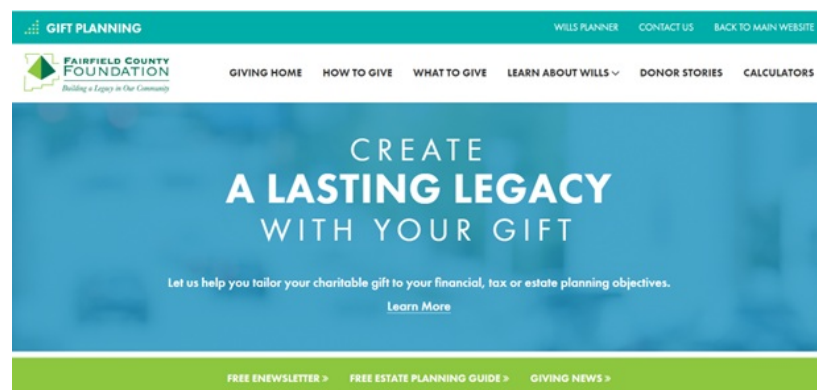 GIFT PLANNING
WILLS PLANNER CONTACT US BACK TO MAIN WEBSITE
FAIRFIELD COUNTY
FOUNDATION
Building a Legacy in Our Community
GIVING HOME HOW TO GIVE WHAT TO GIVE LEARN ABOUT WILLS DONOR STORIES CALCULATORS
CREATE
A LASTING LEGACY
WITH YOUR GIFT
Let us help you tailor your charitable gift to your financial, tax or estate planning objectives.
Learn More
FREE ENEWSLETTER » FREE ESTATE PLANNING GUIDE » GIVING NEWS »